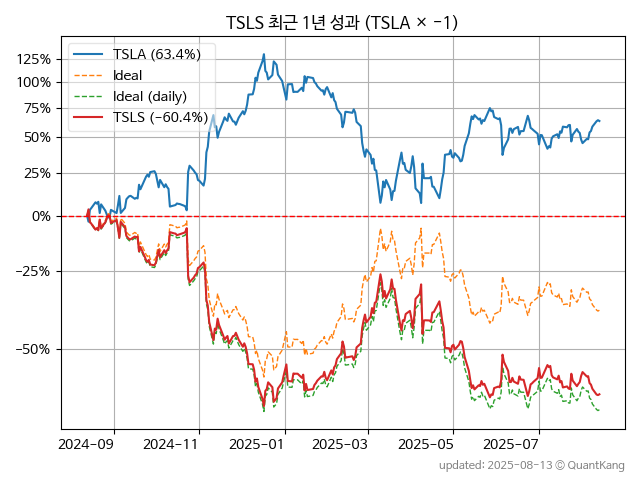 TSLS 최근 1년 성과 (TSLA × −1)
TSLA (63.4%)
Ideal
Ideal (daily)
TSLS (−60.4%)
125%
100%
75%
50%
25%
0%
−25%
−50%
2024-09
2024-11
2025-01
2025-03
2025-05
2025-07
updated: 2025-08-13 © QuantKang